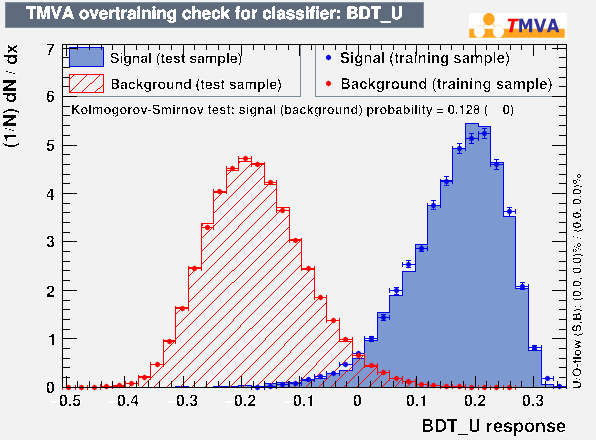 TMVA overtraining check for classifier: BDT_U
TMVA
(1/N) dN / dx
Signal (test sample)
Background (test sample)
Signal (training sample)
Background (training sample)
Kolmogorov-Smirnov test: signal (background) probability = 0.128 ( 0)
7
6
5
4
3
2
1
0
−0.5 −0.4 −0.3 −0.2 −0.1 0 0.1 0.2 0.3
BDT_U response
U/O-flow (S,B): (0.0, 0.0)% / (0.0, 0.0)%